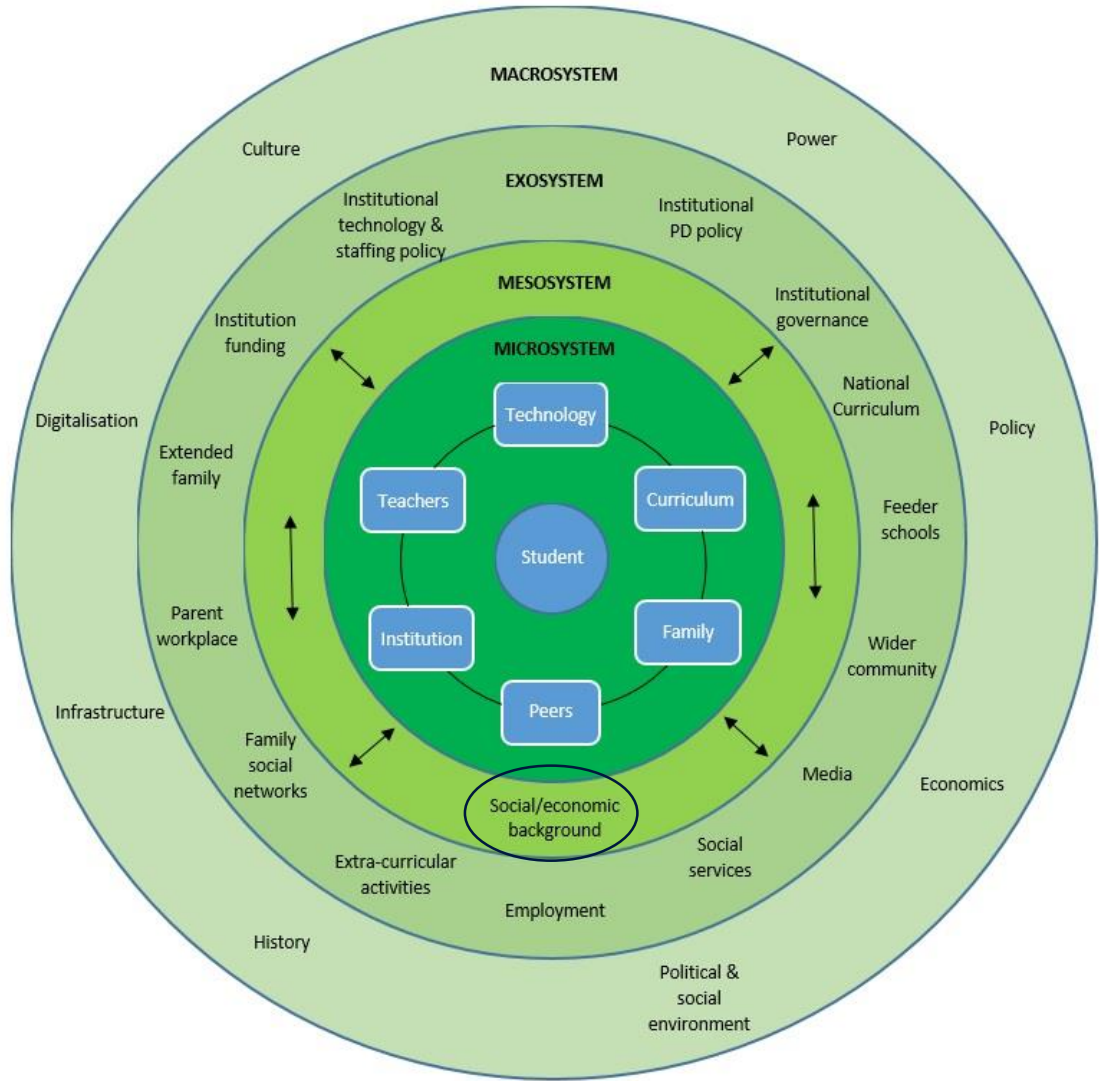 MACROSYSTEM
Culture
Power
EXOSYSTEM
Institutional
technology &
staffing policy
Institutional
PD policy
MESOSYSTEM
Institution
funding
Institutional
governance
MICROSYSTEM
National
Curriculum
Digitalisation
Technology
Policy
Extended
family
Teachers
Curriculum
Feeder
schools
Student
Parent
workplace
Institution
Family
Wider
community
Infrastructure
Peers
Family
social
networks
Media
Economics
Social/economic
background
Extra-curricular
activities
Social
services
Employment
History
Political &
social
environment